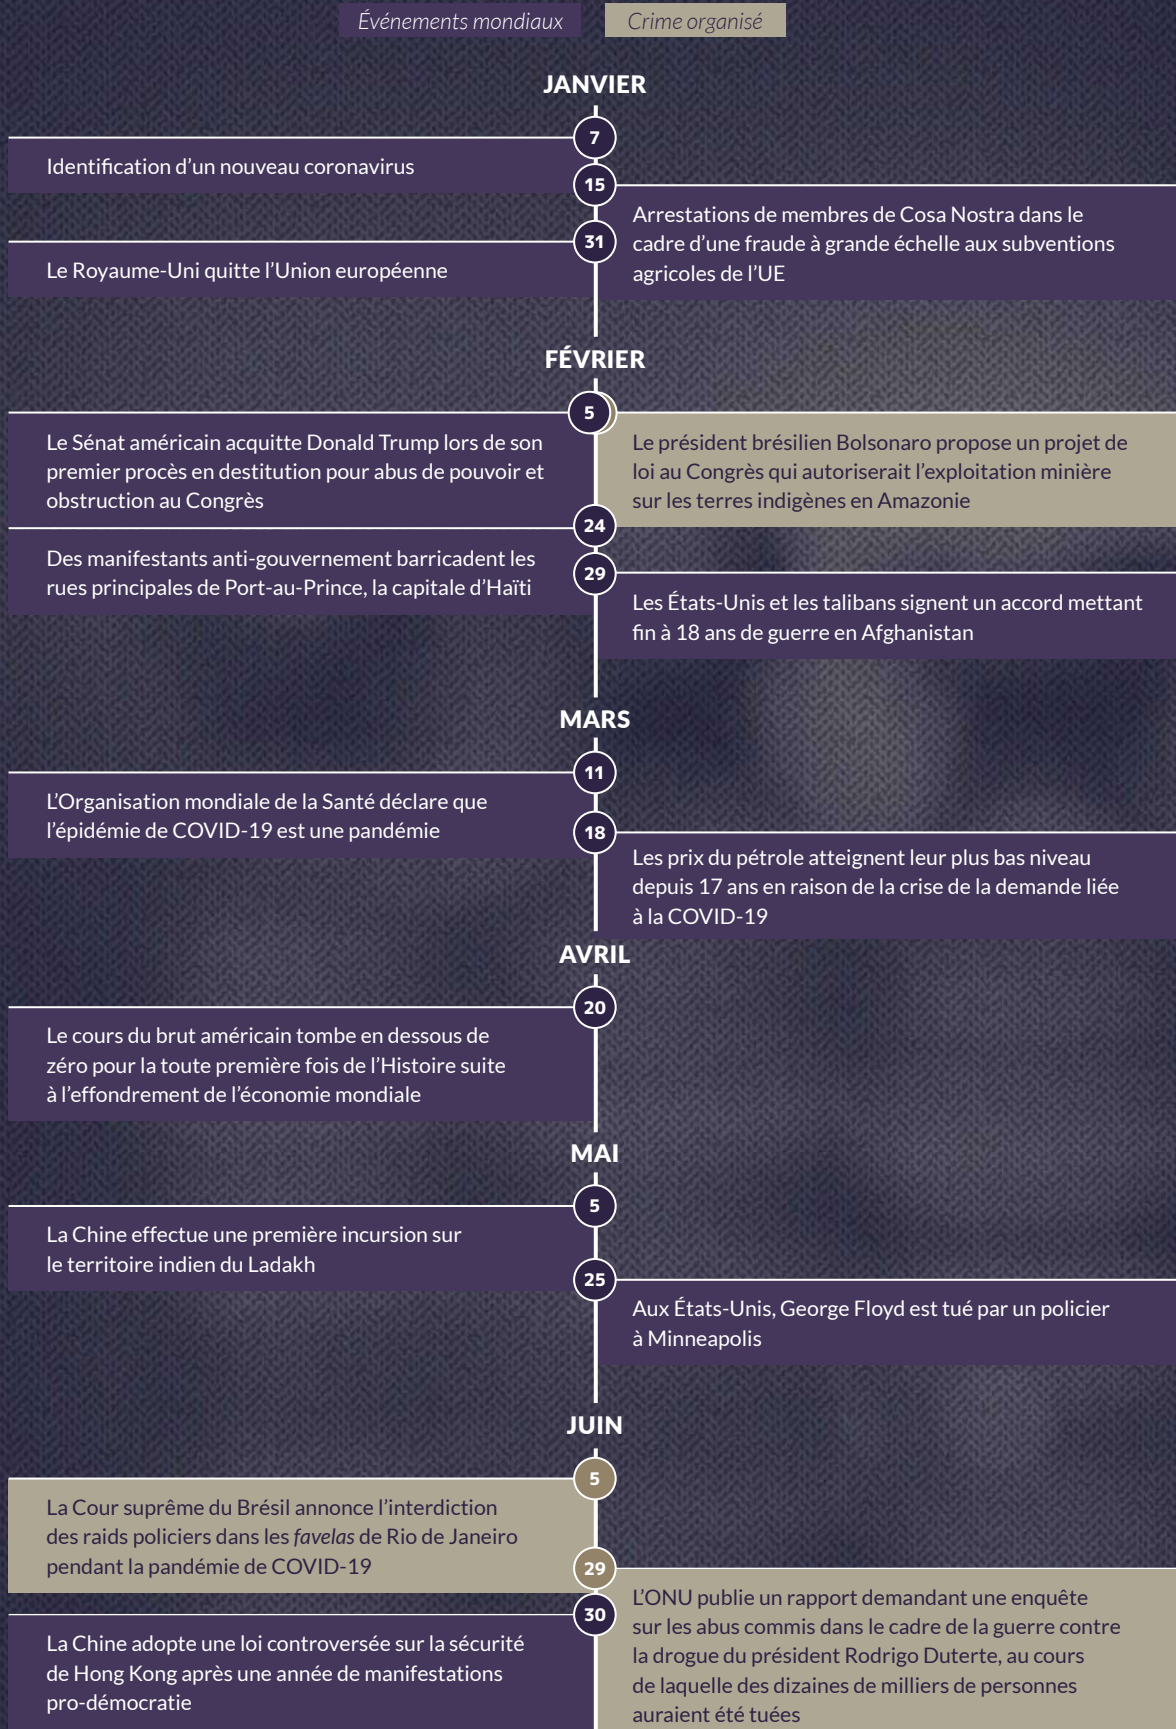 Événements mondiaux
Crime organisé
JANVIER
7
Identification d’un nouveau coronavirus
15
Arrestations de membres de Cosa Nostra dans le
cadre d’une fraude à grande échelle aux subventions
agricoles de l’UE
31
Le Royaume-Uni quitte l’Union européenne
FÉVRIER
5
Le Sénat américain acquitte Donald Trump lors de son
premier procès en destitution pour abus de pouvoir et
obstruction au Congrès
Le président brésilien Bolsonaro propose un projet de
loi au Congrès qui autoriserait l’exploitation minière
sur les terres indigènes en Amazonie
24
Des manifestants anti-gouvernement barricadent les
rues principales de Port-au-Prince, la capitale d’Haïti
29
Les États-Unis et les talibans signent un accord mettant
fin à 18 ans de guerre en Afghanistan
MARS
11
L’Organisation mondiale de la Santé déclare que
l’épidémie de COVID-19 est une pandémie
18
Les prix du pétrole atteignent leur plus bas niveau
depuis 17 ans en raison de la crise de la demande liée
à la COVID-19
AVRIL
20
Le cours du brut américain tombe en dessous de
zéro pour la toute première fois de l’Histoire suite
à l’effondrement de l’économie mondiale
MAI
5
La Chine effectue une première incursion sur
le territoire indien du Ladakh
25
Aux États-Unis, George Floyd est tué par un policier
à Minneapolis
JUIN
5
La Cour suprême du Brésil annonce l’interdiction
des raids policiers dans les favelas de Rio de Janeiro
pendant la pandémie de COVID-19
29
L’ONU publie un rapport demandant une enquête
sur les abus commis dans le cadre de la guerre contre
la drogue du président Rodrigo Duterte, au cours
de laquelle des dizaines de milliers de personnes
auraient été tuées
30
La Chine adopte une loi controversée sur la sécurité
de Hong Kong après une année de manifestations
pro-démocratie